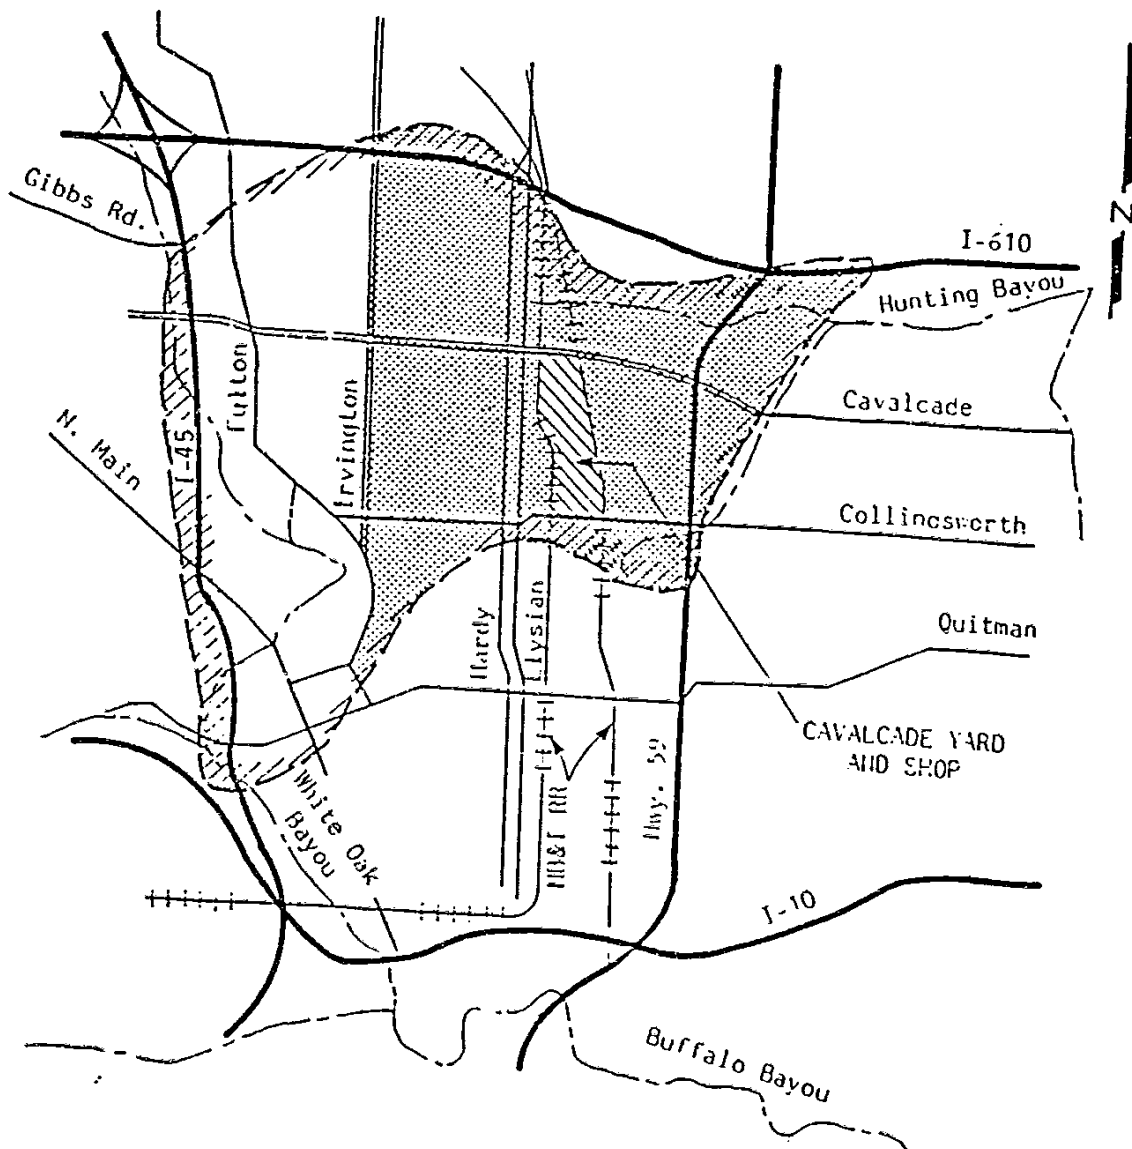 Gibbs Rd.
I-610
N
Hunting Bayou
Fulton
Irvington
Cavalcade
N. Main
I-45
Collingsworth
Hardy
Elysian
Quitman
CAVALCADE YARD
AND SHOP
White Oak
Bayou
HB&T RR
Hwy. 59
I-10
Buffalo Bayou